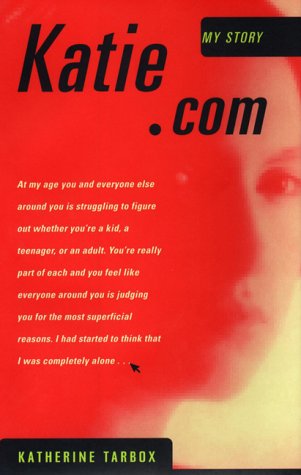 MY STORY
Katie
.com
At my age you and everyone else
around you is struggling to figure
out whether you're a kid, a
teenager, or an adult. You're really
part of each and you feel like
everyone around you is judging
you for the most superficial
reasons. I had started to think that
I was completely alone . . .
KATHERINE TARBOX